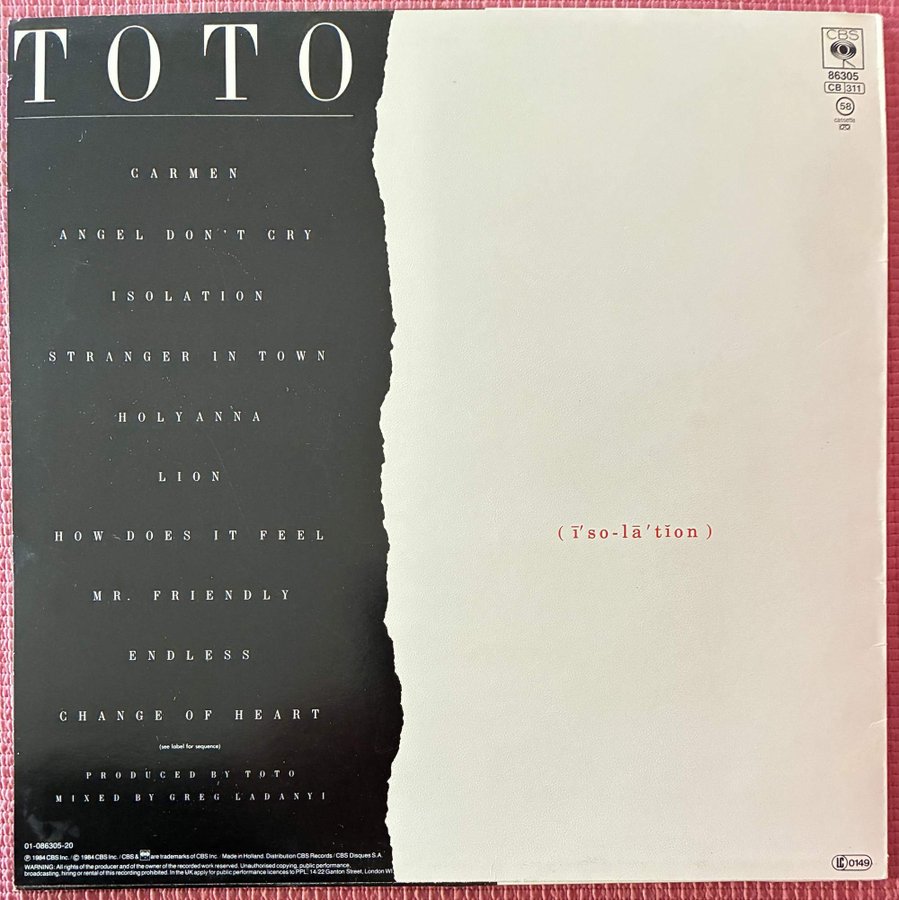 TOTO
CARMEN
ANGEL DON'T CRY
ISOLATION
STRANGER IN TOWN
HOLYANNA
LION
HOW DOES IT FEEL
MR. FRIENDLY
ENDLESS
CHANGE OF HEART
(see label for sequence)
PRODUCED BY TOTO
MIXED BY GREG LADANYI
01-086305-20
℗ 1984 CBS Inc. / © 1984 CBS Inc. / CBS & are trademarks of CBS Inc. Made in Holland. Distribution CBS Records / CBS Disques S.A.
WARNING: All rights of the producer and of the owner of the recorded work reserved. Unauthorised copying, public performance,
broadcasting, hiring or rental of this recording prohibited. In the UK apply for public performance licences to PPL, 14-22 Ganton Street, London W1
CBS
86305
CB 311
58
cassette
(ī′so-lā′tĭon)
LC 0149